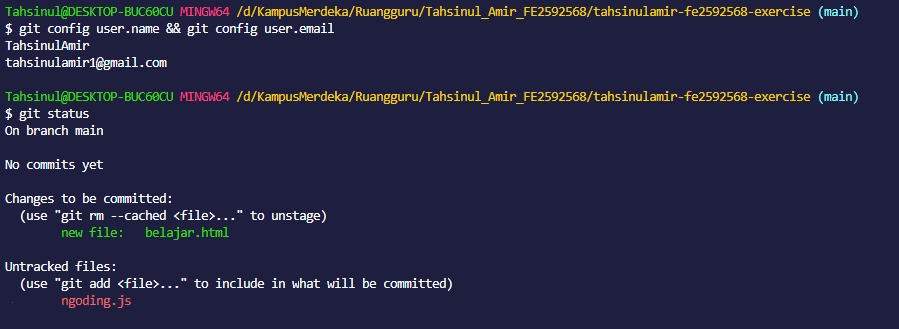 Tahsinul@DESKTOP-BUC60CU MINGW64 /d/KampusMerdeka/Ruangguru/Tahsinul_Amir_FE2592568/tahsinulamir-fe2592568-exercise (main)
$ git config user.name && git config user.email
TahsinulAmir
tahsinulamir1@gmail.com

Tahsinul@DESKTOP-BUC60CU MINGW64 /d/KampusMerdeka/Ruangguru/Tahsinul_Amir_FE2592568/tahsinulamir-fe2592568-exercise (main)
$ git status
On branch main

No commits yet

Changes to be committed:
  (use "git rm --cached <file>..." to unstage)
        new file:   belajar.html

Untracked files:
  (use "git add <file>..." to include in what will be committed)
        ngoding.js